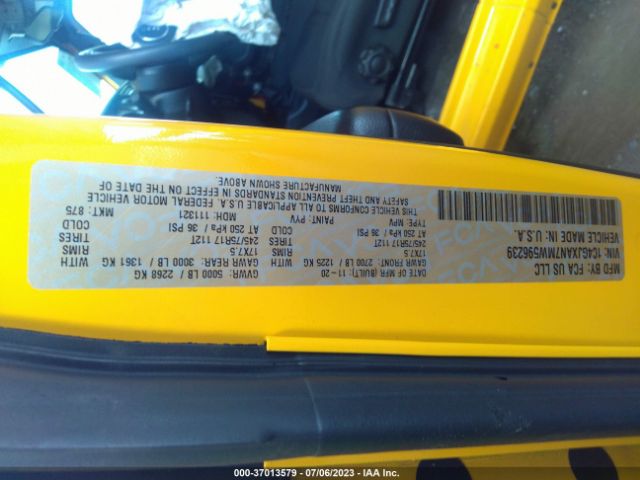 MFD BY: FCA US LLC
DATE OF MFR (BUILT): 11-20
GVWR: 5000 LB / 2268 KG
GAWR FRONT: 2700 LB / 1225 KG GAWR REAR: 3000 LB / 1361 KG WITH
17X7.5 17X7.5 RIMS
245/75R17 112T 245/75R17 112T TIRES
AT 250 kPa / 36 PSI AT 250 kPa / 36 PSI COLD
VIN: 1C4GJXAN7MW596239
VEHICLE MADE IN: U.S.A.
TYPE: MPV PAINT: PYV MDH: 111321 MKT: 875
THIS VEHICLE CONFORMS TO ALL APPLICABLE U.S.A. FEDERAL MOTOR VEHICLE
SAFETY AND THEFT PREVENTION STANDARDS IN EFFECT ON THE DATE OF
MANUFACTURE SHOWN ABOVE.
000-37013579 - 07/06/2023 - IAA Inc.